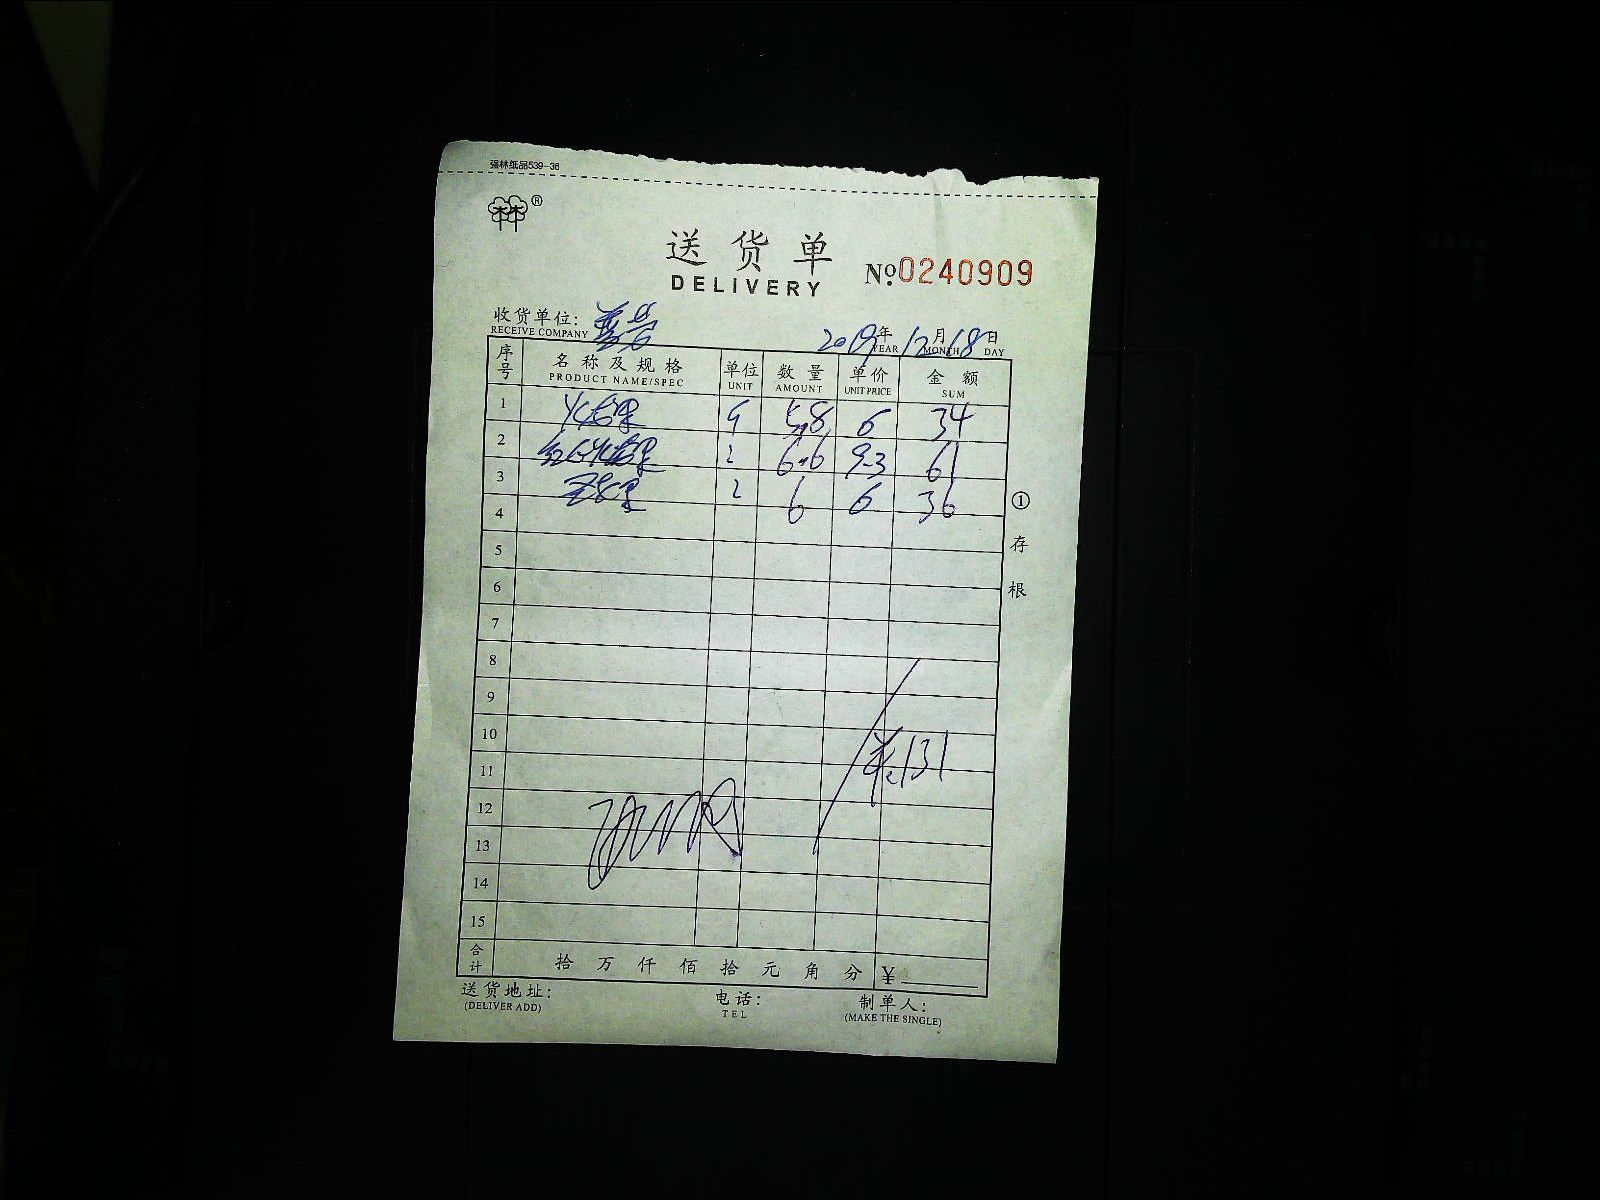 强林纸品539-36
®
送货单
DELIVERY
№0240909
收货单位:
RECEIVE COMPANY
2019年12月18日
YEAR MONTH DAY
序号 名称及规格 单位 数量 单价 金额
PRODUCT NAME/SPEC UNIT AMOUNT UNIT PRICE SUM
1 5.8 6 34
2 2 6.6 9.3 61
3 2 6 6 36
4
5
6
7
8
9
10
131
11
12
13
14
15
合计 拾 万 仟 佰 拾 元 角 分 ¥
①存根
送货地址: 电话: 制单人:
(DELIVER ADD) TEL (MAKE THE SINGLE)